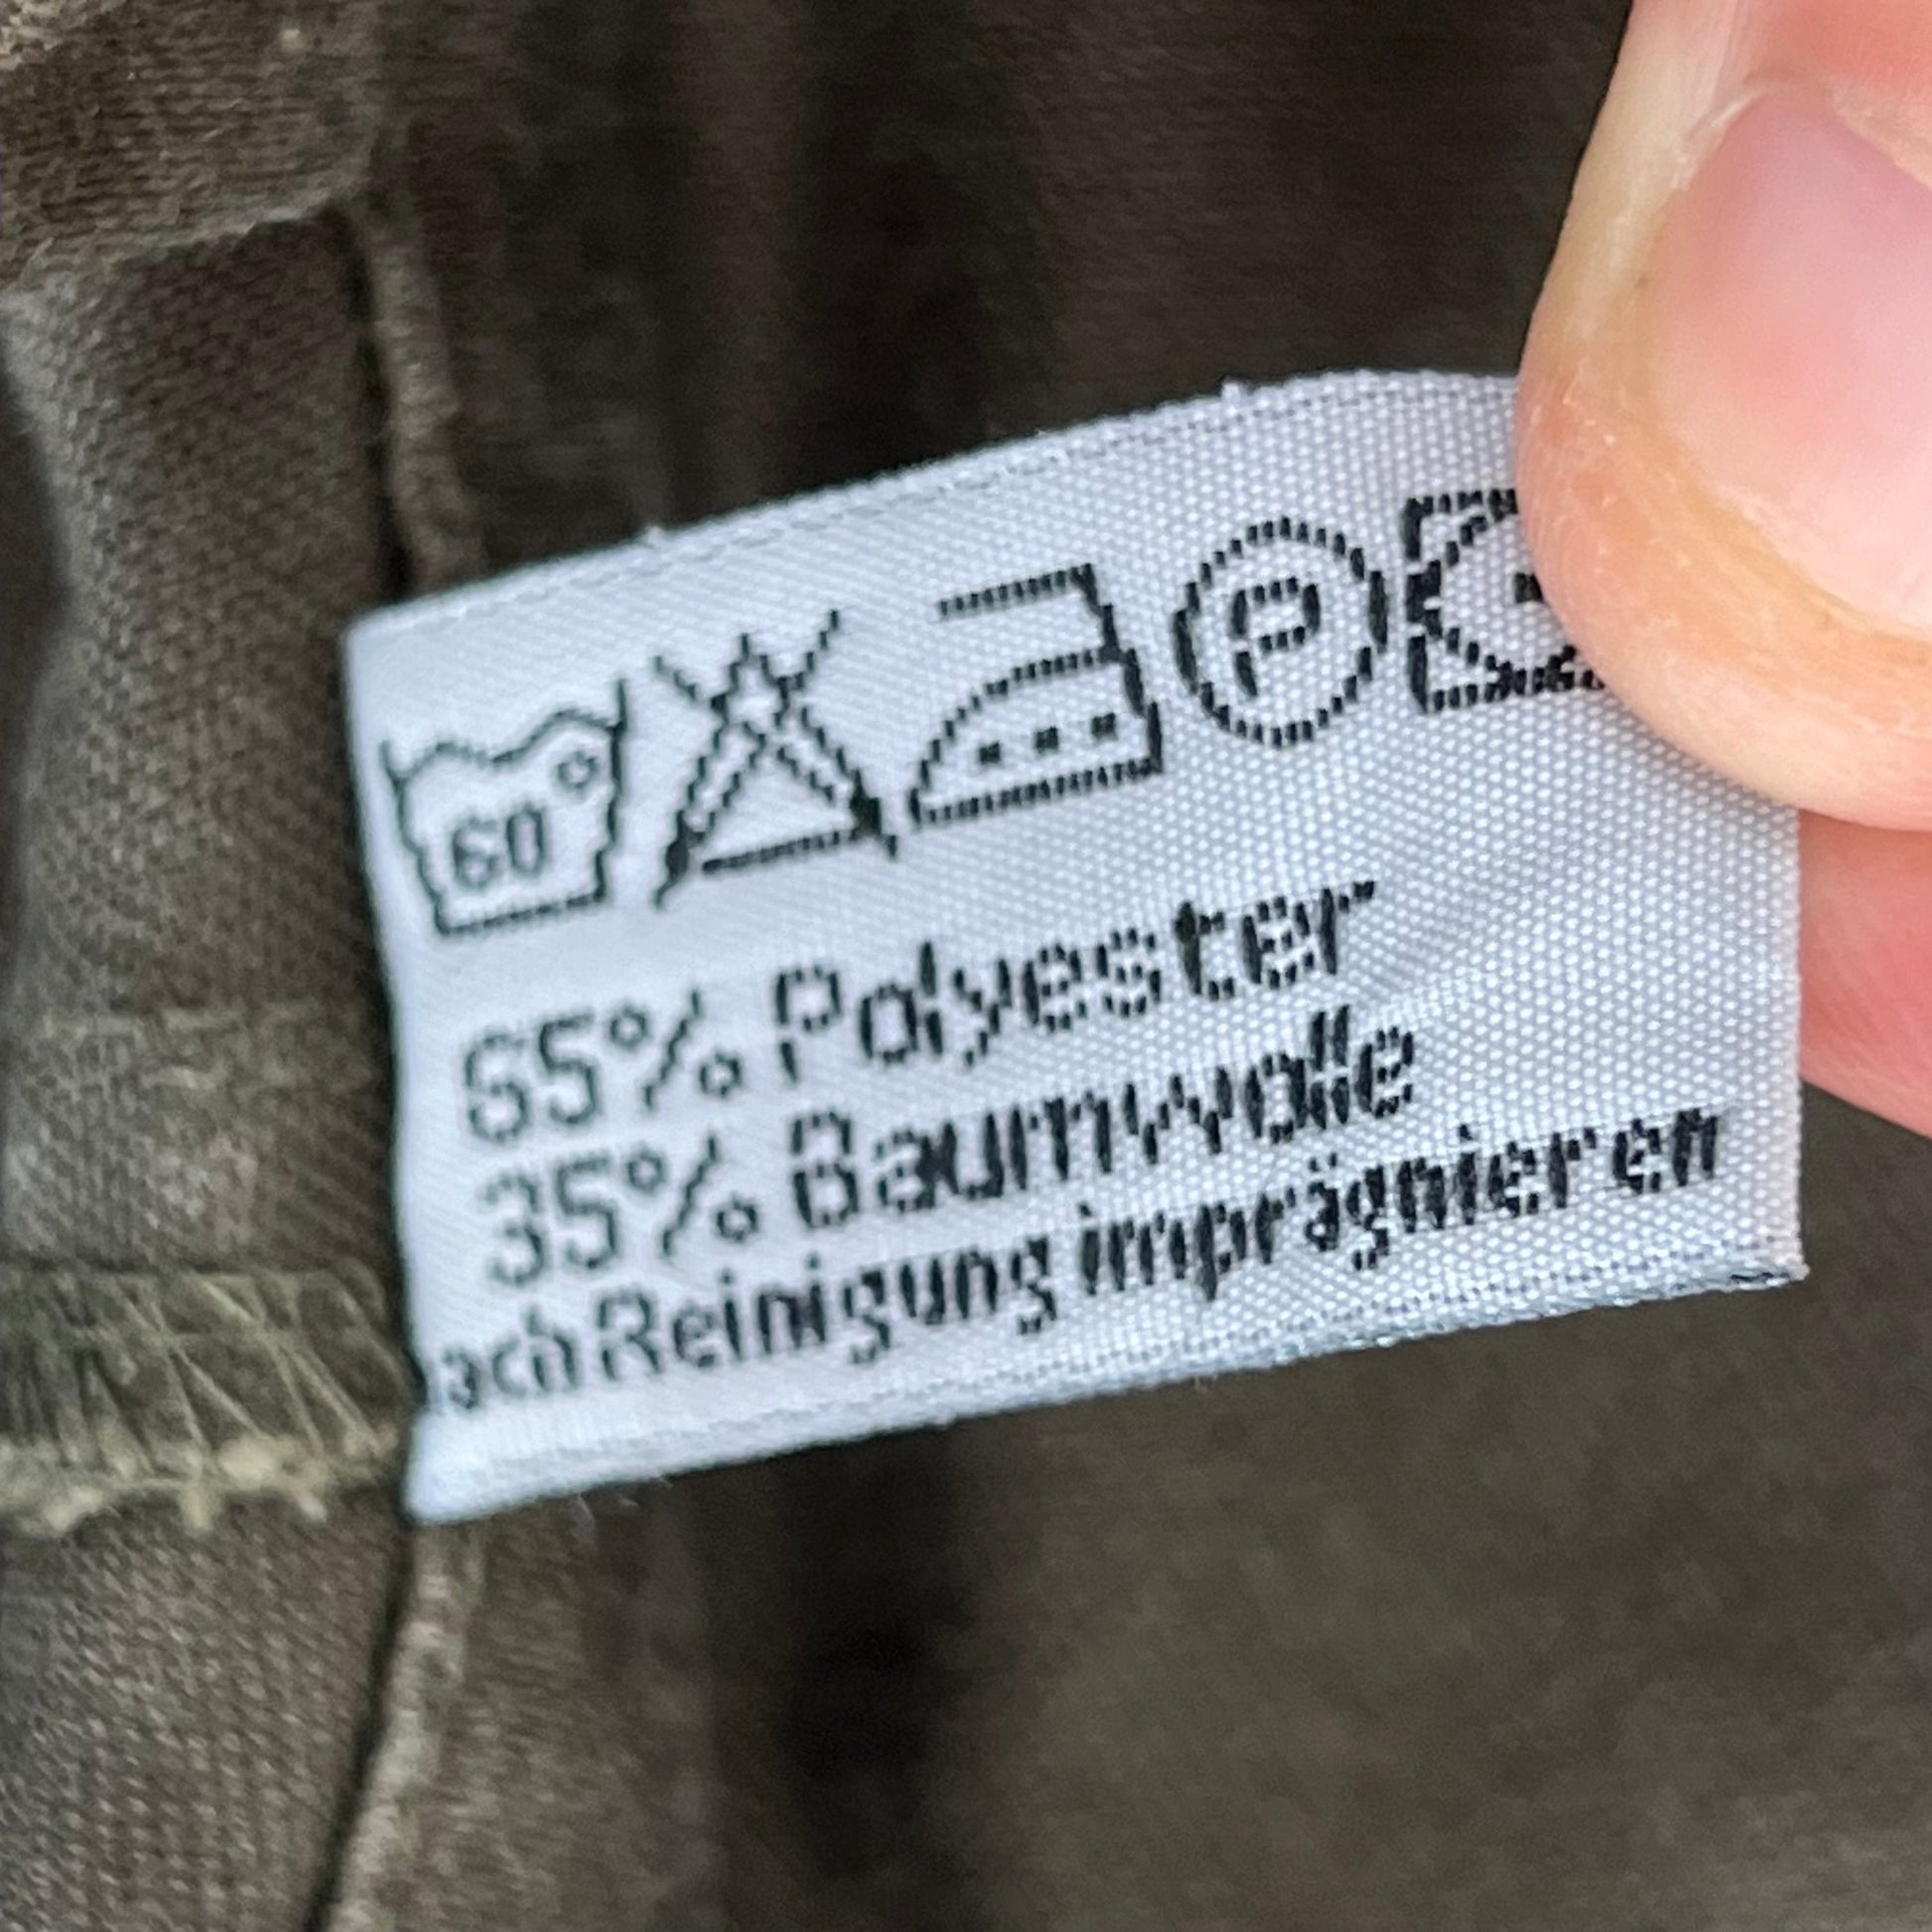 60°
P
65% Polyester
35% Baumwolle
ach Reinigung imprägnieren